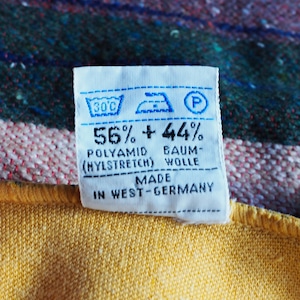 30°C P
56% + 44%
POLYAMID BAUM-
(HYLSTRETCH) WOLLE
MADE
IN WEST-GERMANY